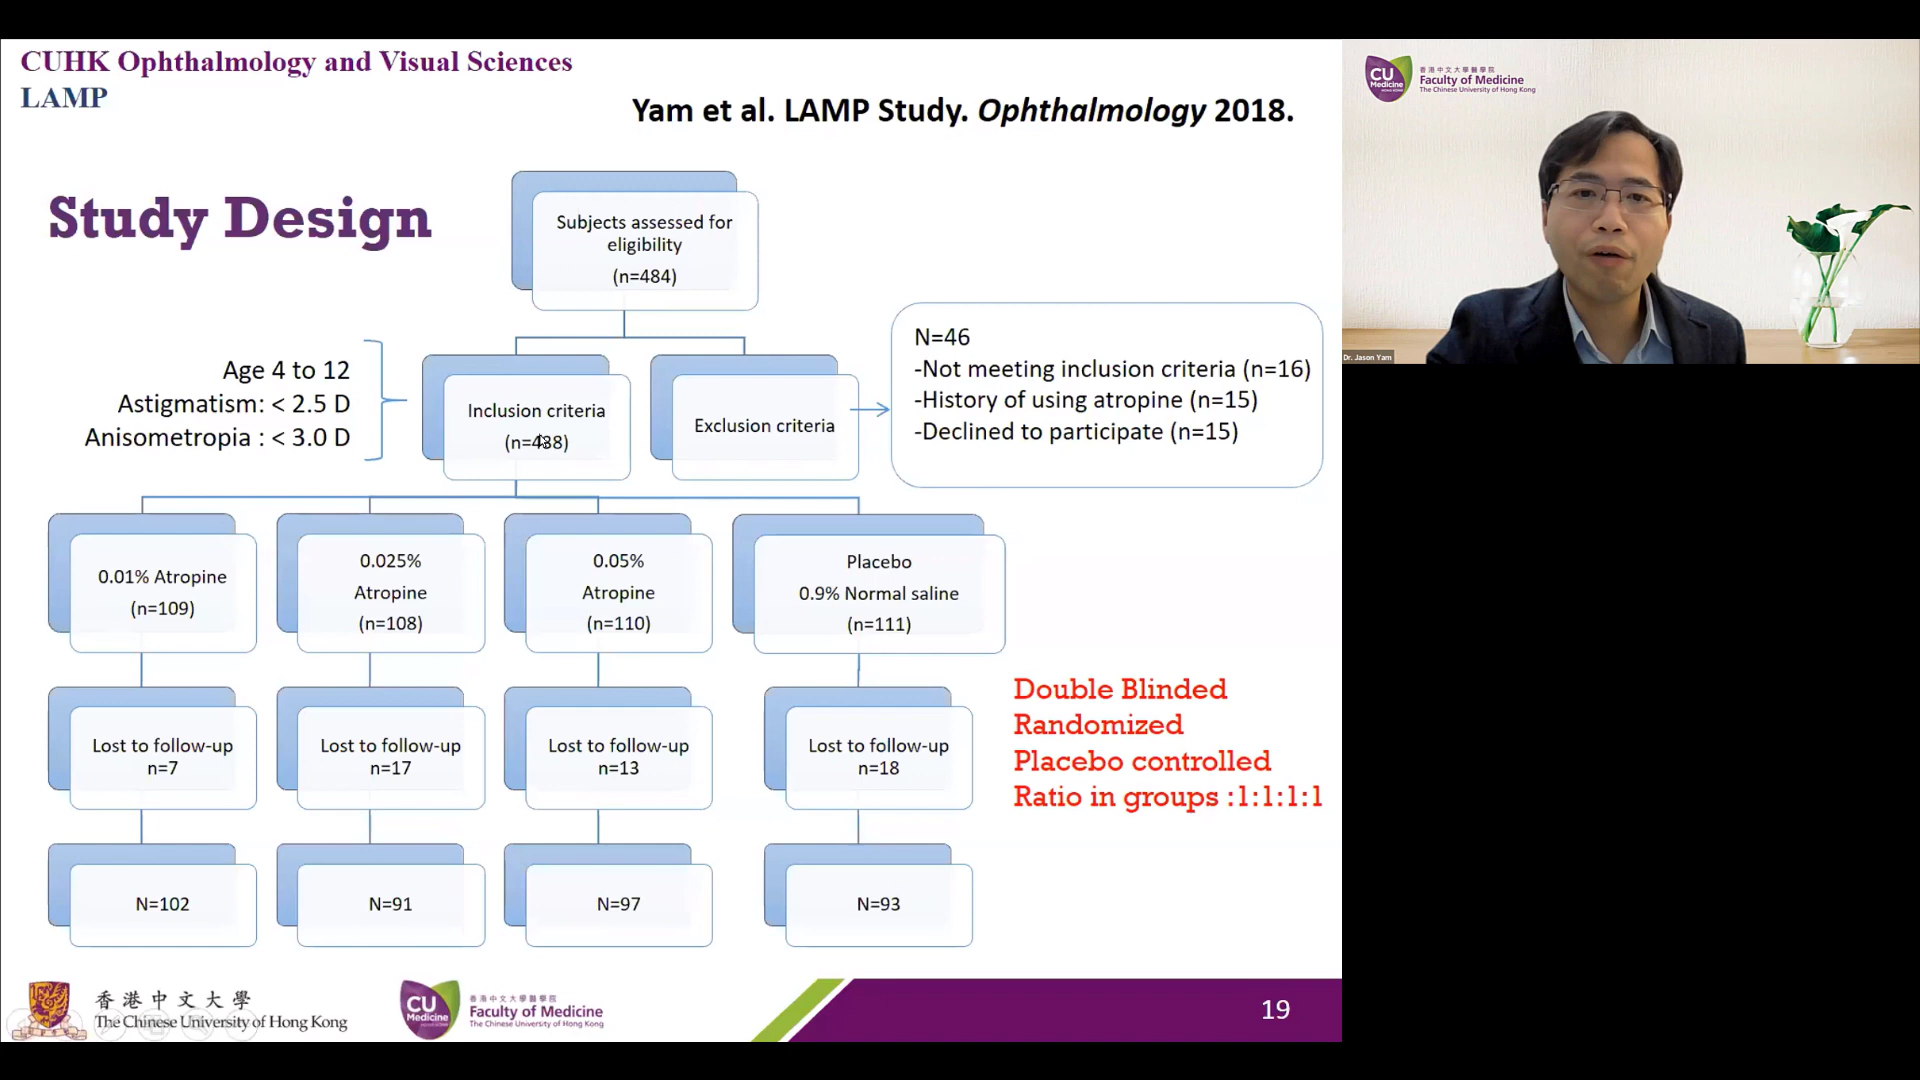 CUHK Ophthalmology and Visual Sciences
LAMP
Yam et al. LAMP Study. Ophthalmology 2018.
Study Design
Subjects assessed for
eligibility
(n=484)
Age 4 to 12
Astigmatism: < 2.5 D
Anisometropia : < 3.0 D
Inclusion criteria
(n=438)
Exclusion criteria
N=46
-Not meeting inclusion criteria (n=16)
-History of using atropine (n=15)
-Declined to participate (n=15)
0.01% Atropine
(n=109)
0.025%
Atropine
(n=108)
0.05%
Atropine
(n=110)
Placebo
0.9% Normal saline
(n=111)
Lost to follow-up
n=7
Lost to follow-up
n=17
Lost to follow-up
n=13
Lost to follow-up
n=18
N=102
N=91
N=97
N=93
Double Blinded
Randomized
Placebo controlled
Ratio in groups :1:1:1:1
香港中文大學
The Chinese University of Hong Kong
CU
Medicine
HONG KONG
香港中文大學醫學院
Faculty of Medicine
The Chinese University of Hong Kong
19
CU
Medicine
HONG KONG
香港中文大學醫學院
Faculty of Medicine
The Chinese University of Hong Kong
Dr. Jason Yam